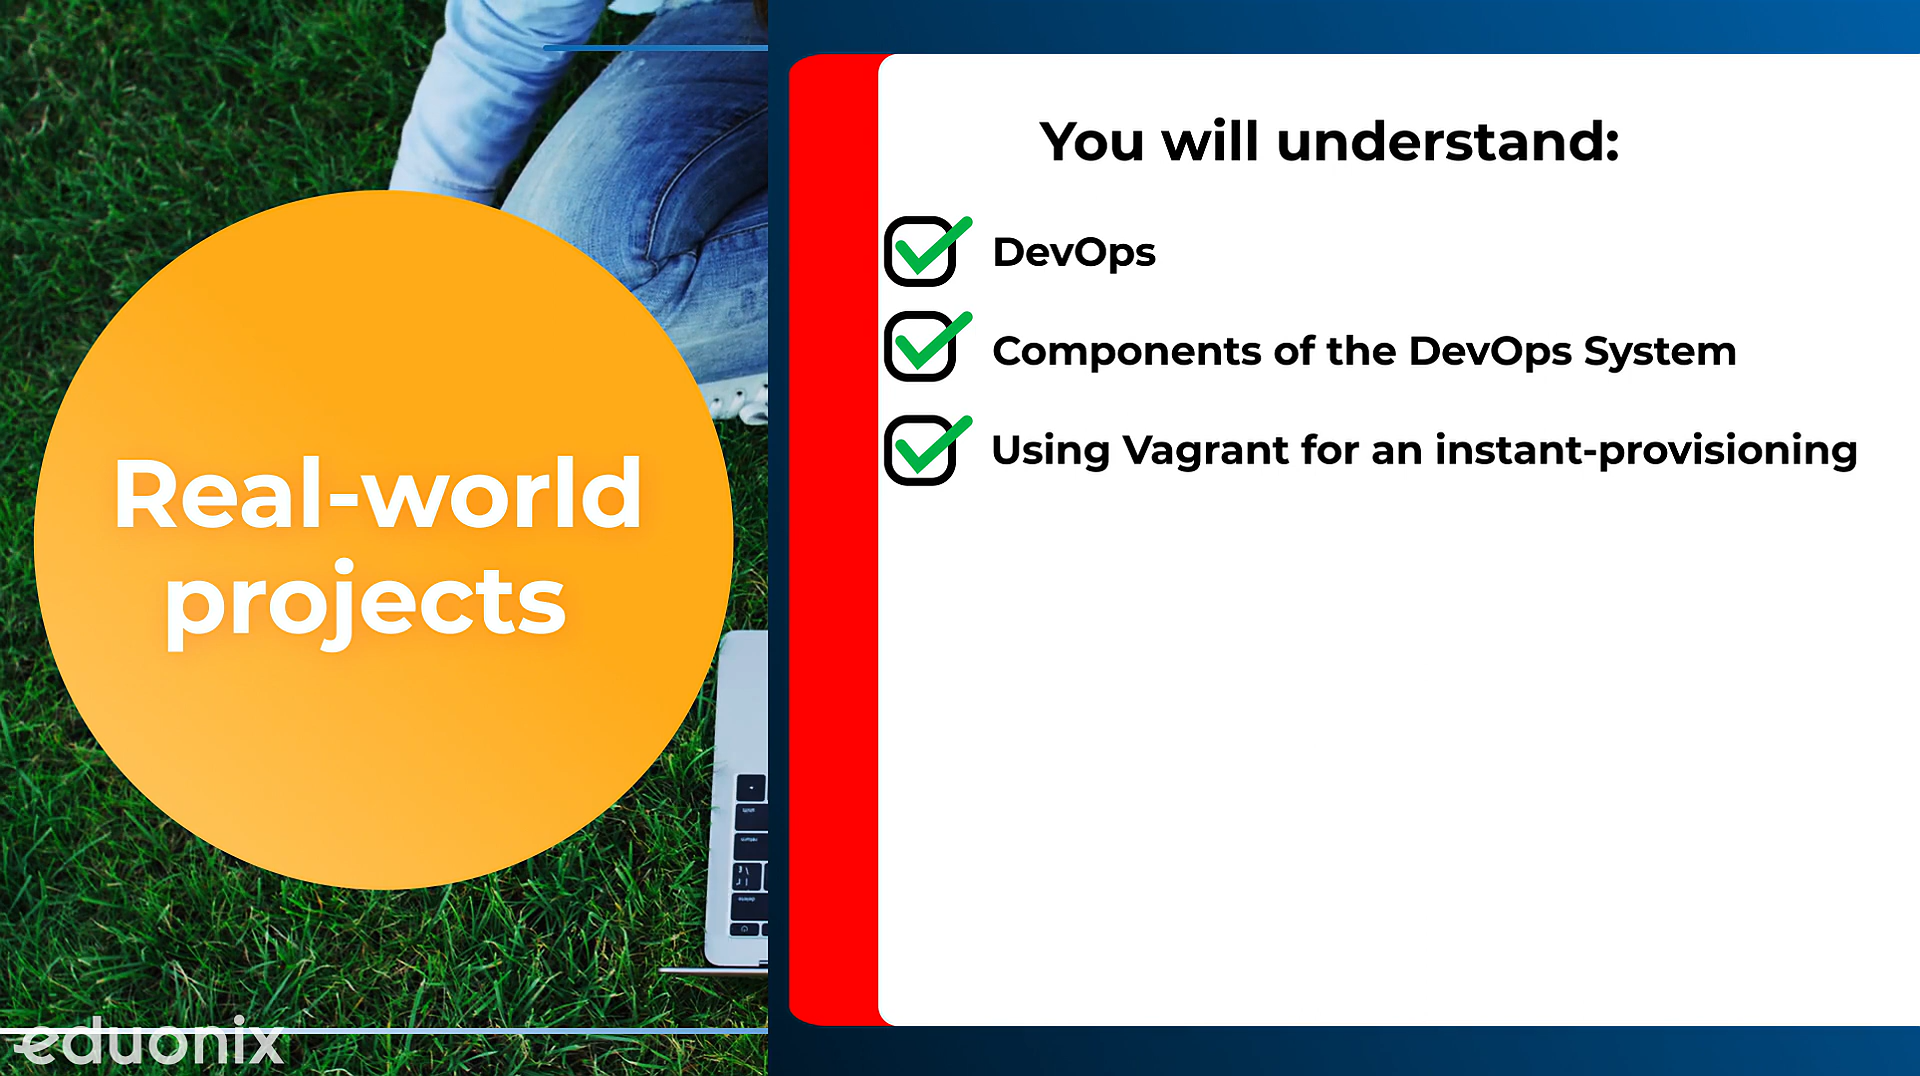 Real-world
projects
eduonix
You will understand:
DevOps
Components of the DevOps System
Using Vagrant for an instant-provisioning